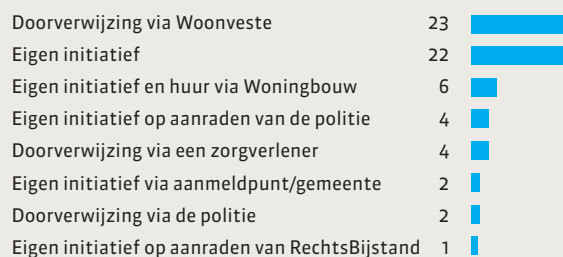 Doorverwijzing via Woonveste 23
Eigen initiatief 22
Eigen initiatief en huur via Woningbouw 6
Eigen initiatief op aanraden van de politie 4
Doorverwijzing via een zorgverlener 4
Eigen initiatief via aanmeldpunt/gemeente 2
Doorverwijzing via de politie 2
Eigen initiatief op aanraden van RechtsBijstand 1